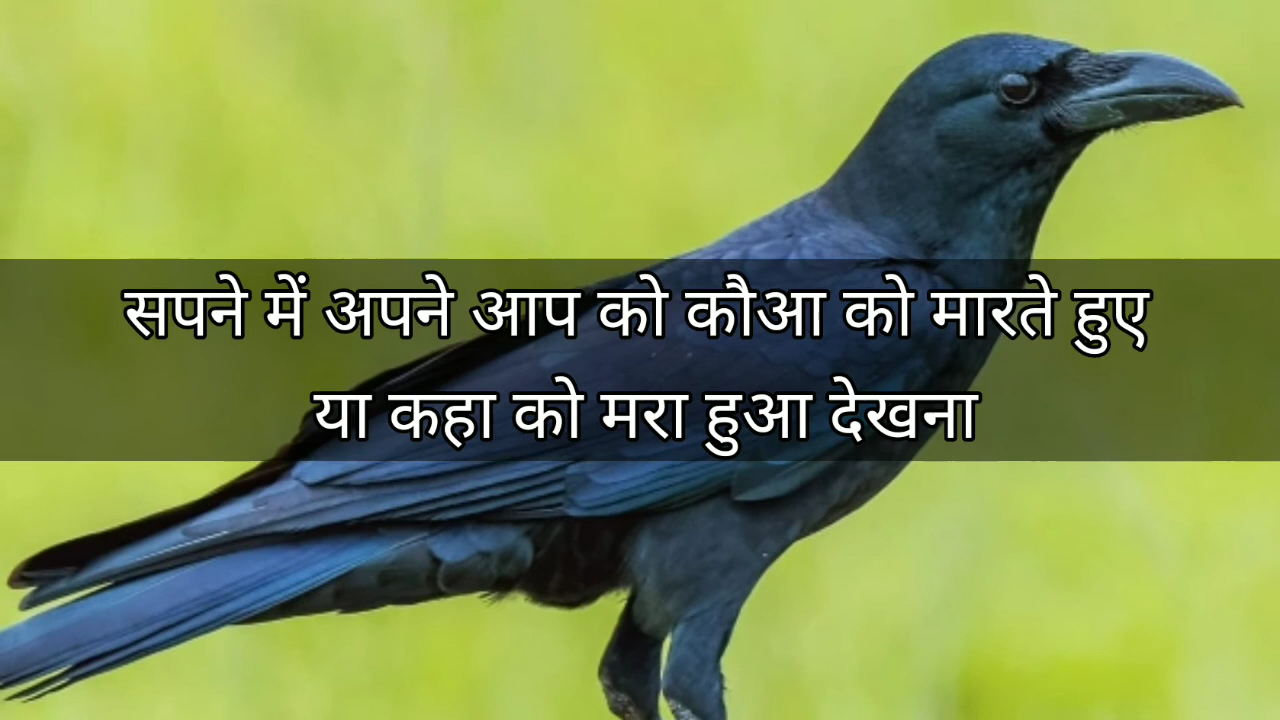 सपने में अपने आप को कौआ को मारते हुए
या कहा को मरा हुआ देखना